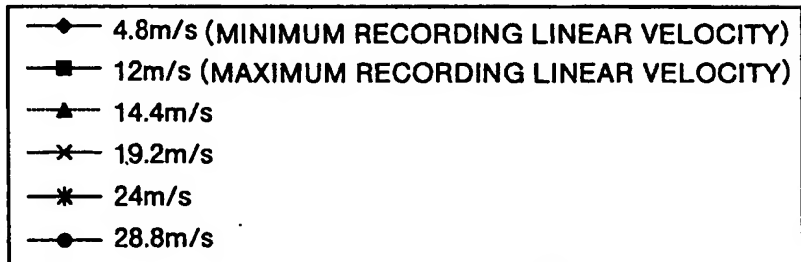 4.8m/s (MINIMUM RECORDING LINEAR VELOCITY)
12m/s (MAXIMUM RECORDING LINEAR VELOCITY)
14.4m/s
19.2m/s
24m/s
28.8m/s